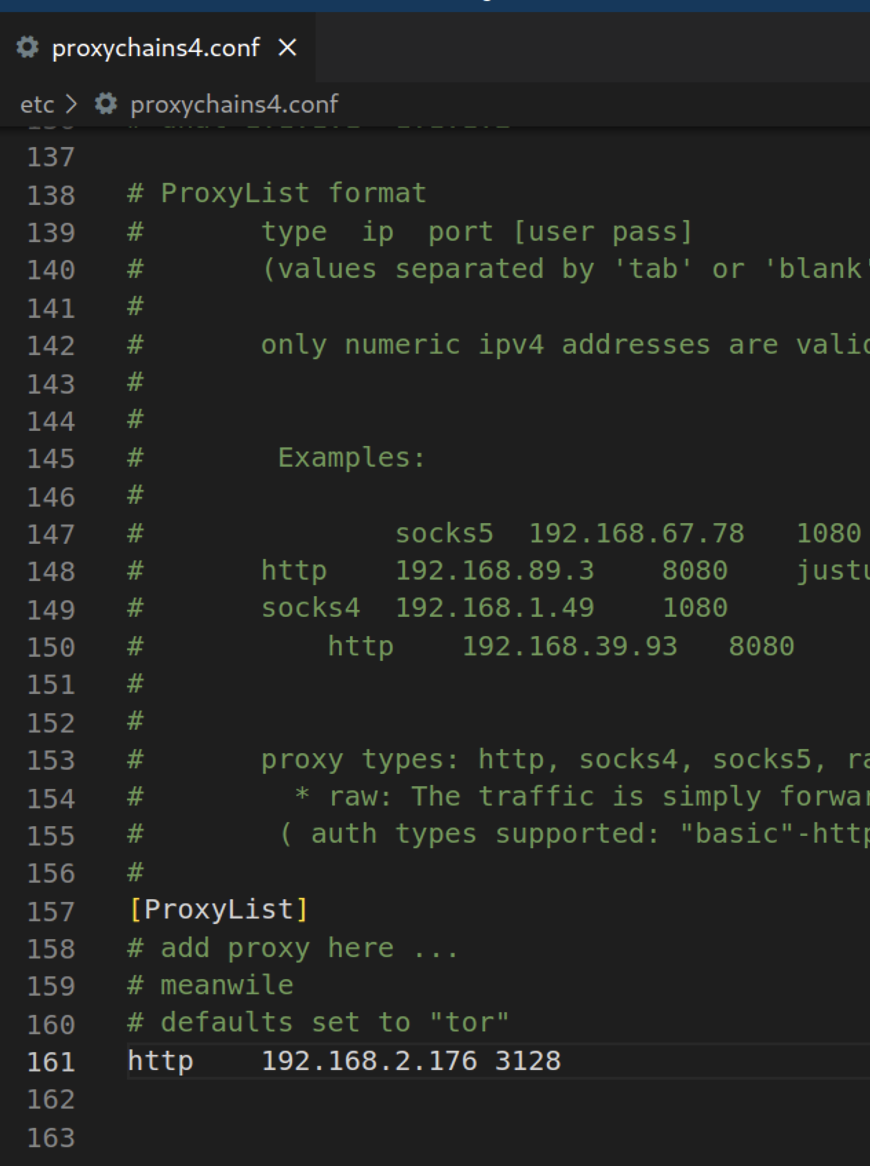 proxychains4.conf
etc > proxychains4.conf
137
138 # ProxyList format
139 #       type  ip  port [user pass]
140 #       (values separated by 'tab' or 'blank'
141 #
142 #       only numeric ipv4 addresses are valid
143 #
144 #
145 #        Examples:
146 #
147 #               socks5  192.168.67.78   1080
148 #       http    192.168.89.3    8080    justu
149 #       socks4  192.168.1.49    1080
150 #           http    192.168.39.93   8080
151 #
152 #
153 #       proxy types: http, socks4, socks5, ra
154 #         * raw: The traffic is simply forwar
155 #        ( auth types supported: "basic"-http
156 #
157 [ProxyList]
158 # add proxy here ...
159 # meanwile
160 # defaults set to "tor"
161 http    192.168.2.176 3128
162
163